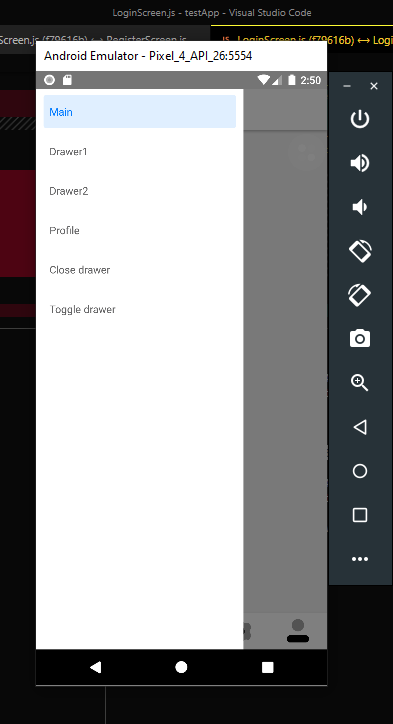 LoginScreen.js - testApp - Visual Studio Code
Screen.js (f79616b) ↔ RegisterScreen.js
JS LoginScreen.js (f79616b) ↔ Logi
Android Emulator - Pixel_4_API_26:5554
2:50
Main
Drawer1
Drawer2
Profile
Close drawer
Toggle drawer